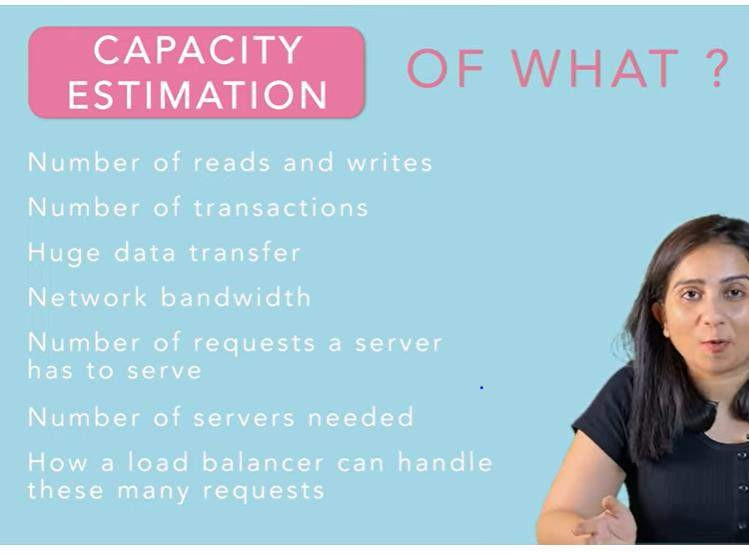 CAPACITY
ESTIMATION
OF WHAT ?
Number of reads and writes
Number of transactions
Huge data transfer
Network bandwidth
Number of requests a server
has to serve
Number of servers needed
How a load balancer can handle
these many requests